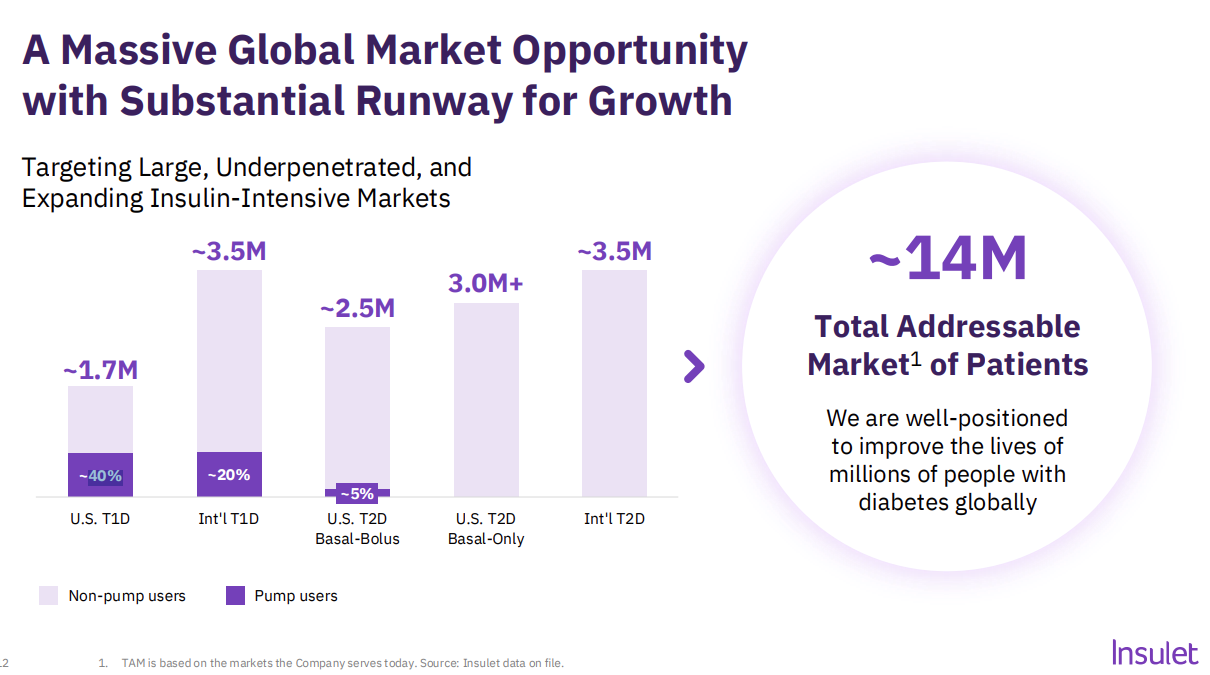 A Massive Global Market Opportunity
with Substantial Runway for Growth
Targeting Large, Underpenetrated, and
Expanding Insulin-Intensive Markets
~1.7M
~3.5M
~2.5M
3.0M+
~3.5M
~40%
~20%
~5%
U.S. T1D
Int'l T1D
U.S. T2D
Basal-Bolus
U.S. T2D
Basal-Only
Int'l T2D
Non-pump users
Pump users
~14M
Total Addressable
Market1 of Patients
We are well-positioned
to improve the lives of
millions of people with
diabetes globally
12
1. TAM is based on the markets the Company serves today. Source: Insulet data on file.
Insulet